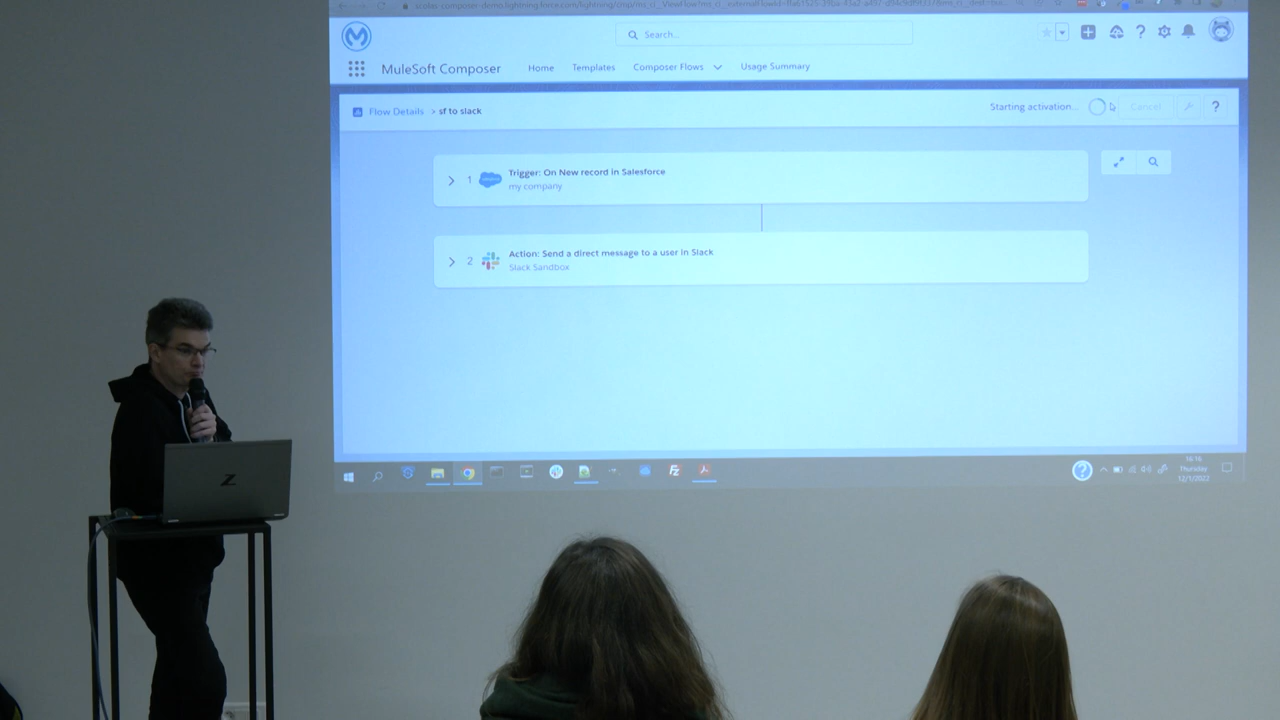 Search...
MuleSoft Composer Home Templates Composer Flows Usage Summary
Flow Details > sf to slack Starting activation... Cancel ?
1 Trigger: On New record in Salesforce
my company
2 Action: Send a direct message to a user in Slack
Slack Sandbox
16:16
Thursday
12/1/2022
Z